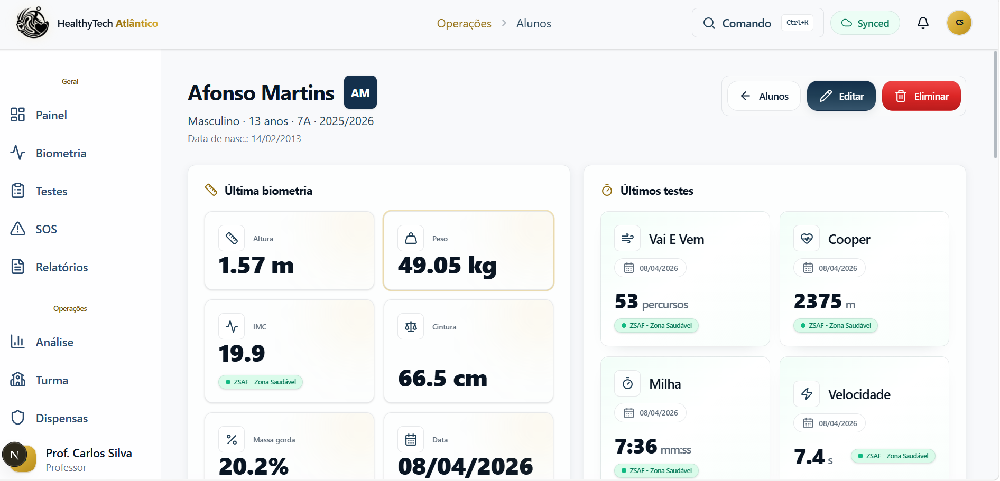 HealthyTech Atlântico
Operações > Alunos
Comando Ctrl+K
Synced
CS
Geral
Painel
Biometria
Testes
SOS
Relatórios
Operações
Análise
Turma
Dispensas
N
Prof. Carlos Silva
Professor
Afonso Martins AM
Masculino · 13 anos · 7A · 2025/2026
Data de nasc.: 14/02/2013
Alunos
Editar
Eliminar
Última biometria
Altura
1.57 m
Peso
49.05 kg
IMC
19.9
ZSAF - Zona Saudável
Cintura
66.5 cm
% Massa gorda
20.2%
Data
08/04/2026
Últimos testes
Vai E Vem
08/04/2026
53 percursos
ZSAF - Zona Saudável
Cooper
08/04/2026
2375 m
ZSAF - Zona Saudável
Milha
08/04/2026
7:36 mm:ss
ZSAF - Zona Saudável
Velocidade
08/04/2026
7.4 s
ZSAF - Zona Saudável